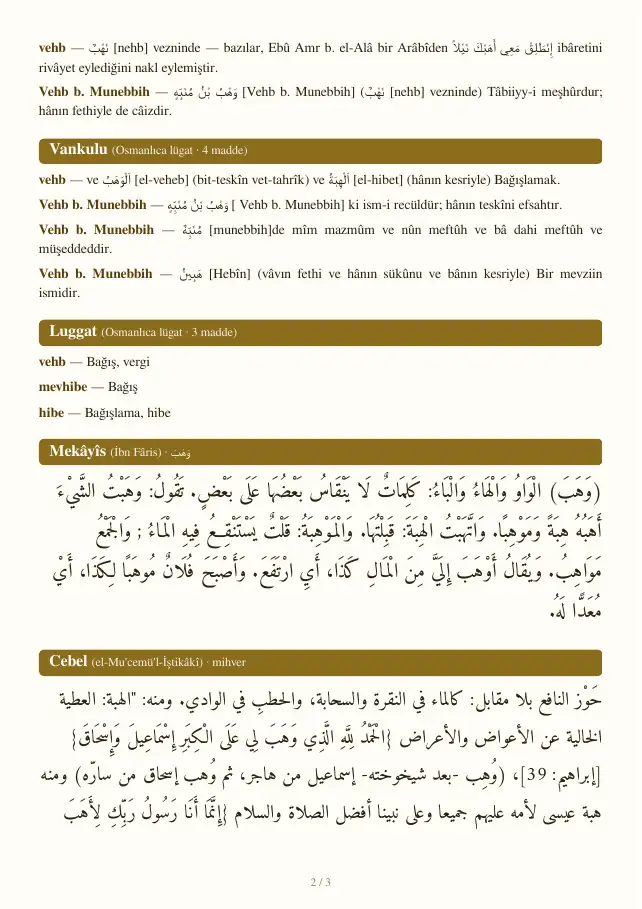 vehb — نَهْبٌ [nehb] vezninde — bazılar, Ebû Amr b. el-Alâ bir Arâbîden إِنْطَلِقْ مَعِي أَهَبْكَ نَبْلاً ibâretini
rivâyet eylediğini nakl eylemiştir.
Vehb b. Munebbih — وَهْبُ بْنُ مُنَبِّهٍ [Vehb b. Munebbih] (نَهْبٌ [nehb] vezninde) Tâbiiyy-i meşhûrdur;
hânın fethiyle de câizdir.
Vankulu (Osmanlıca lügat · 4 madde)
vehb — ve اَلْوَهَبُ [el-veheb] (bit-teskîn vet-tahrîk) ve اَلْهِبَةُ [el-hibet] (hânın kesriyle) Bağışlamak.
Vehb b. Munebbih — وَهْبُ بْنُ مُنَبِّهٍ [ Vehb b. Munebbih] ki ism-i recüldür; hânın teskîni efsahtır.
Vehb b. Munebbih — مُنَبِّهٌ [munebbih]de mîm mazmûm ve nûn meftûh ve bâ dahi meftûh ve
müşeddeddir.
Vehb b. Munebbih — هَبِينٌ [Hebîn] (vâvın fethi ve hânın sükûnu ve bânın kesriyle) Bir mevziin
ismidir.
Luggat (Osmanlıca lügat · 3 madde)
vehb — Bağış, vergi
mevhibe — Bağış
hibe — Bağışlama, hibe
Mekâyîs (İbn Fâris) · وَهَبَ
(وَهَبَ) الْوَاوُ وَالْهَاءُ وَالْبَاءُ: كَلِمَاتٌ لَا يَنْقَاسُ بَعْضُهَا عَلَى بَعْضٍ. تَقُولُ: وَهَبْتُ الشَّيْءَ
أَهَبُهُ هِبَةً وَمَوْهِبًا. وَاتَّهَبْتُ الْهِبَةَ: قَبِلْتُهَا. وَالْمَوْهِبَةُ: قَلْتٌ يَسْتَنْقِعُ فِيهِ الْمَاءُ ; وَالْجَمْعُ
مَوَاهِبُ. وَيُقَالُ أَوْهَبَ إِلَيَّ مِنَ الْمَالِ كَذَا، أَيِ ارْتَفَعَ. وَأَصْبَحَ فُلَانٌ مُوهَبًا لِكَذَا، أَيْ
مُعَدًّا لَهُ.
Cebel (el-Mu'cemü'l-İştikâkî) · mihver
حَوْز النافع بلا مقابل: كالماء في النقرة والسحابة، والحطبِ في الوادي. ومنه: "الهبة: العطية
الخالية عن الأعواض والأعراض {الْحَمْدُ لِلَّهِ الَّذِي وَهَبَ لِي عَلَى الْكِبَرِ إِسْمَاعِيلَ وَإِسْحَاقَ}
[إبراهيم: 39]، (وُهِب -بعد شيخوخته- إسماعيل من هاجر، ثم وُهب إسحاق من سارّه) ومنه
هبة عيسى لأمه عليهم جميعا وعلى نبينا أفضل الصلاة والسلام {إِنَّمَا أَنَا رَسُولُ رَبِّكِ لِأَهَبَ
2 / 3